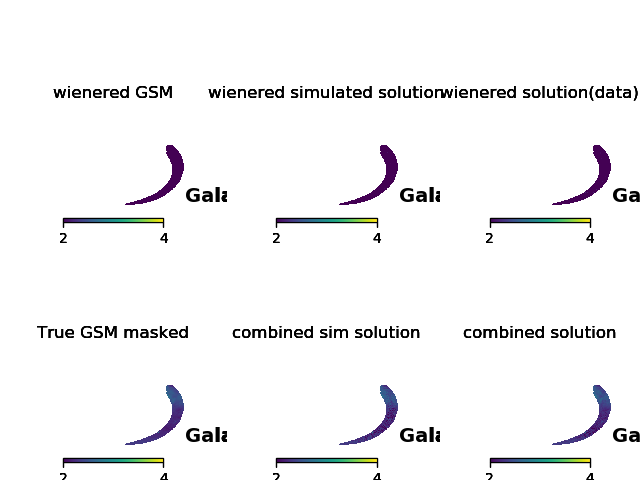 wienered GSM
wienered simulated solution
wienered solution(data)
Gala
Gala
Ga
2 4
2 4
2 4
True GSM masked
combined sim solution
combined solution
Gala
Gala
Ga
2 4
2 4
2 4